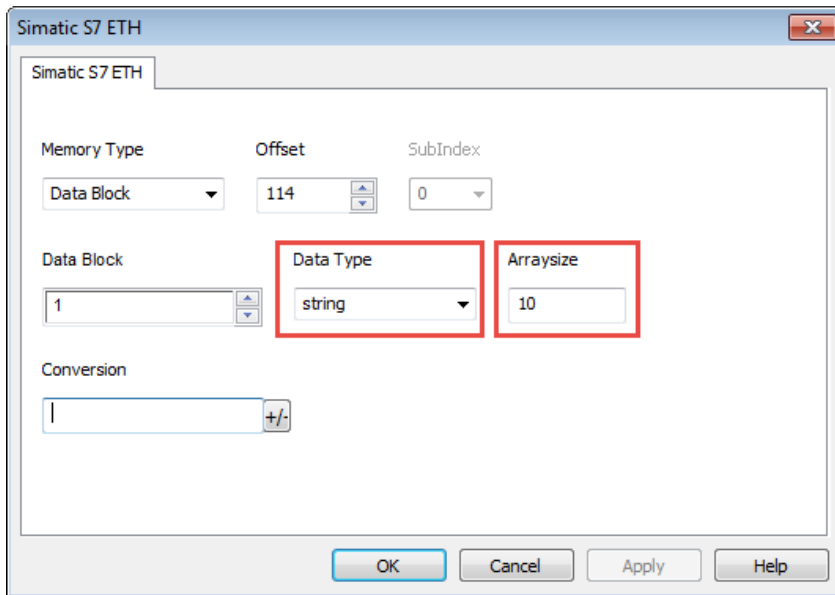 Simatic S7 ETH
Simatic S7 ETH
Memory Type Offset SubIndex
Data Block 114 0
Data Block Data Type Arraysize
1 string 10
Conversion
+/-
OK Cancel Apply Help